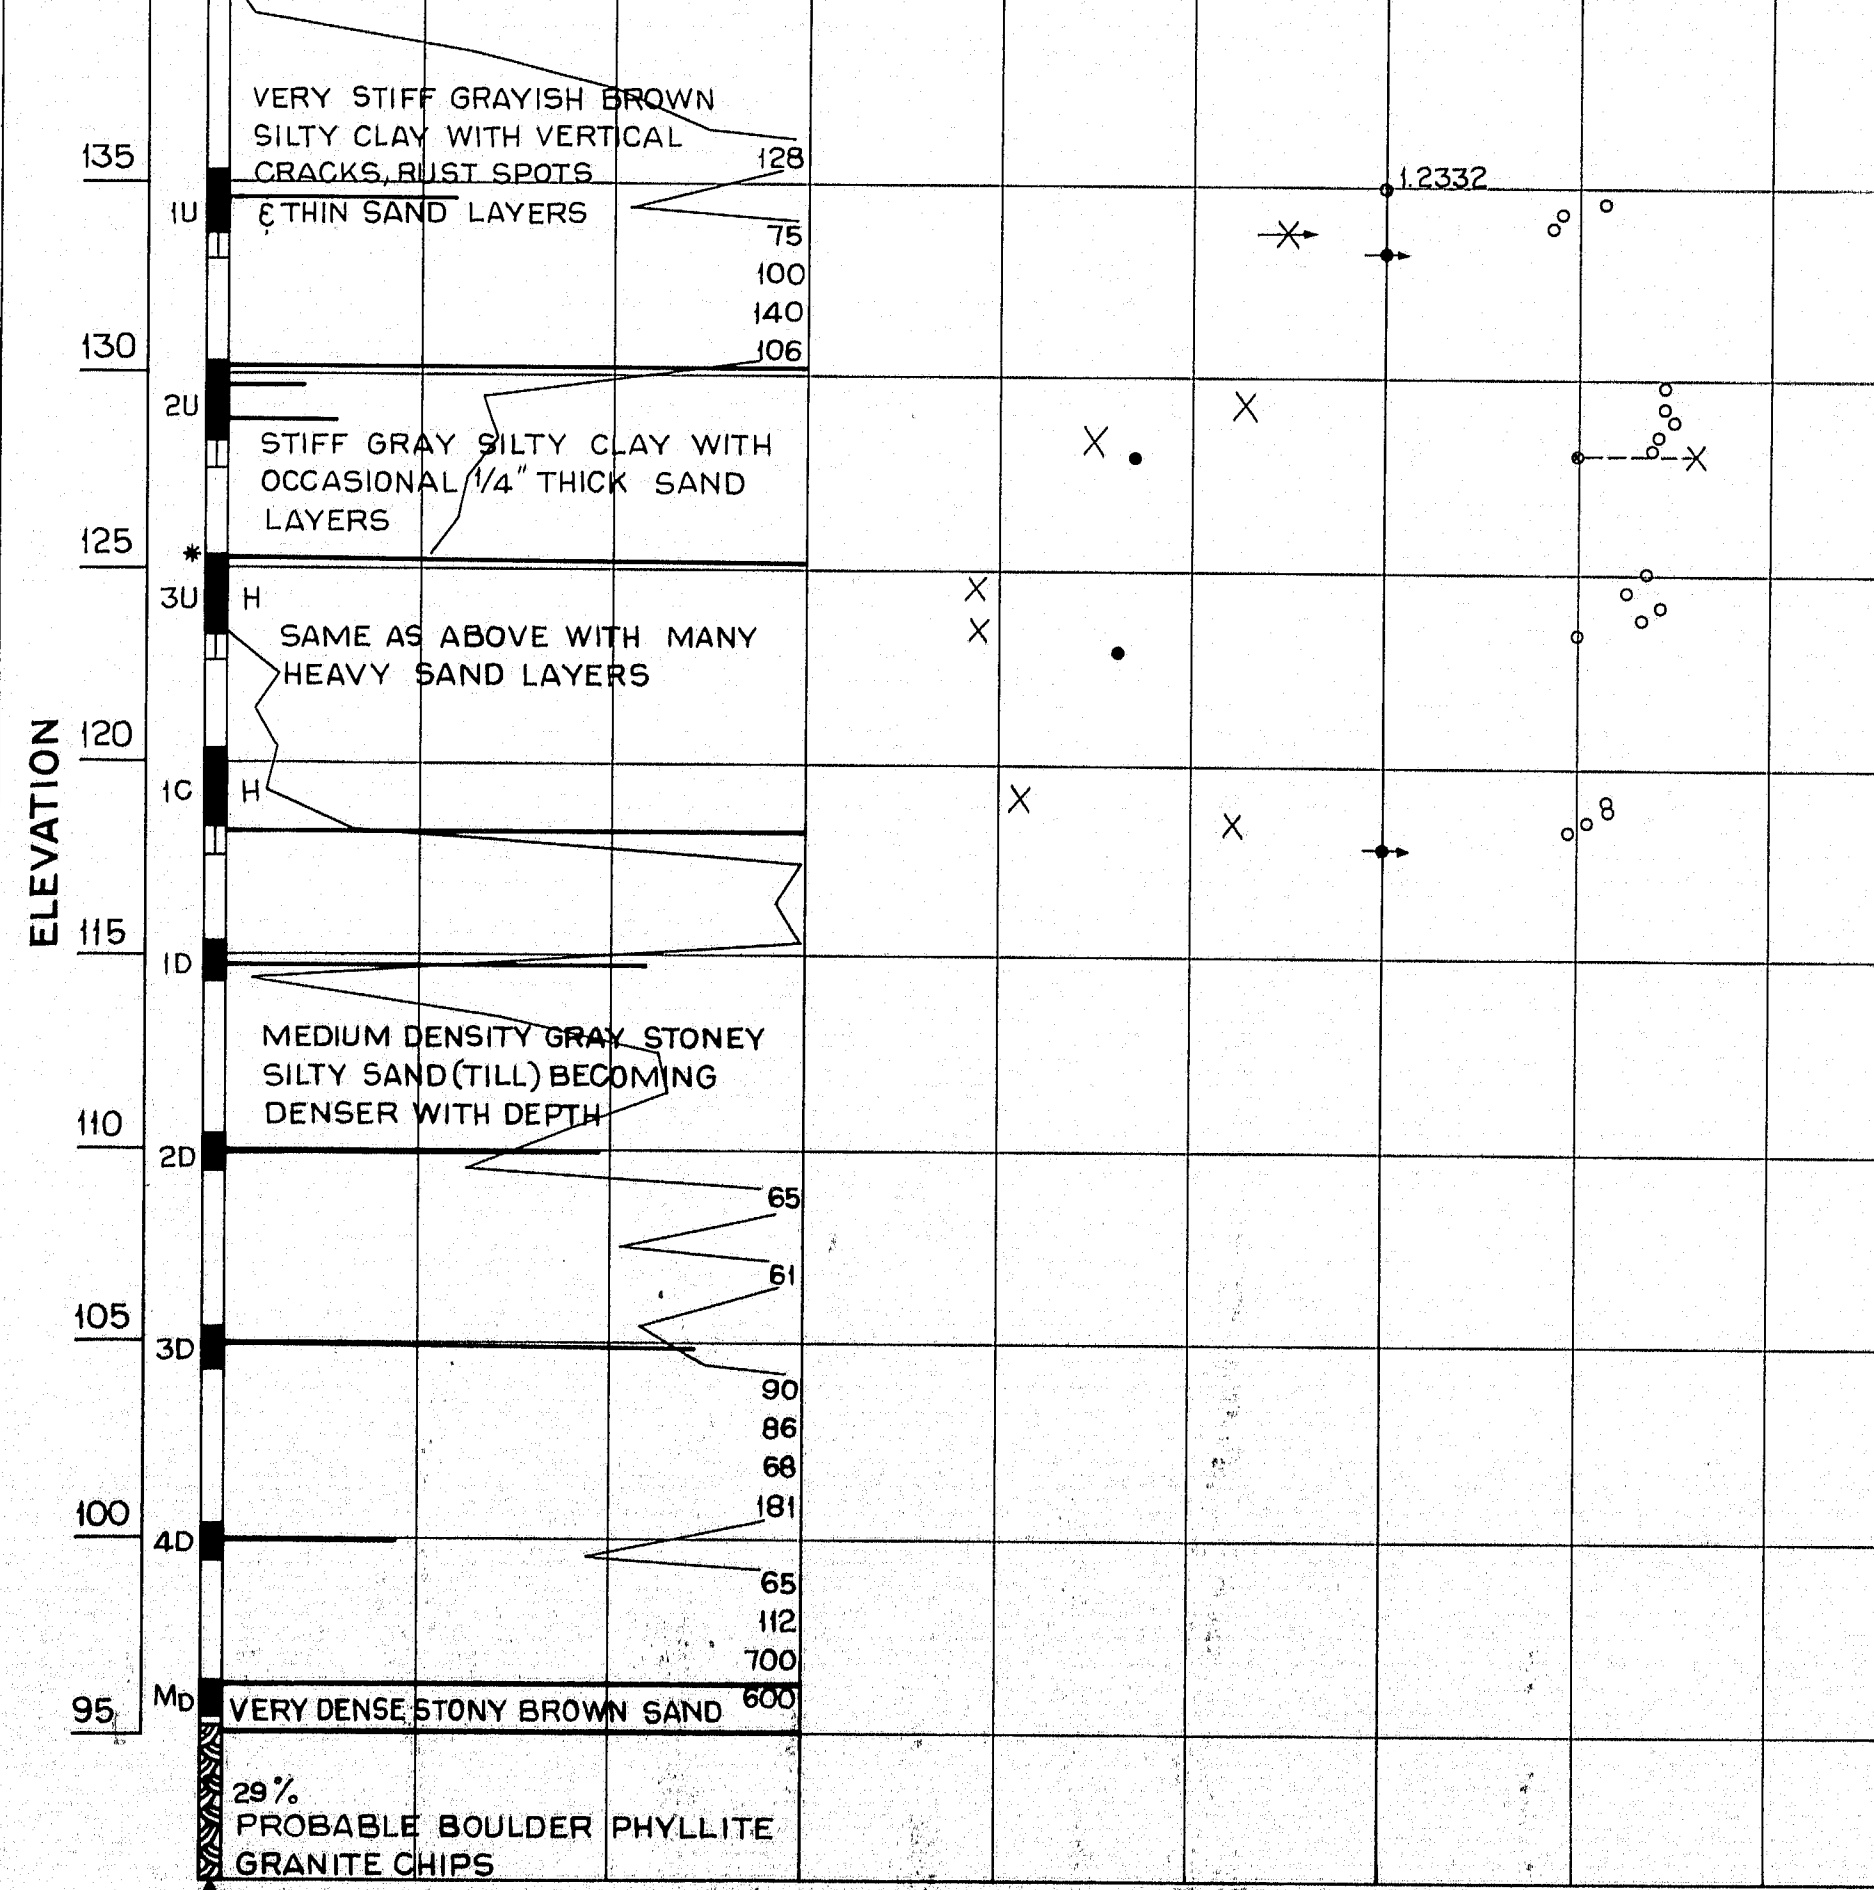 VERY STIFF GRAYISH BROWN
SILTY CLAY WITH VERTICAL
135
128
CRACKS, RUST SPOTS
1.2332
1U
& THIN SAND LAYERS
75
100
140
130
106
2U
STIFF GRAY SILTY CLAY WITH
OCCASIONAL 1/4" THICK SAND
LAYERS
125
*
3U H
SAME AS ABOVE WITH MANY
HEAVY SAND LAYERS
120
ELEVATION
1C H
115
1D
MEDIUM DENSITY GRAY STONEY
SILTY SAND (TILL) BECOMING
DENSER WITH DEPTH
110
2D
65
61
105
3D
90
86
68
181
100
4D
65
112
700
600
95
MD
VERY DENSE STONY BROWN SAND
29%
PROBABLE BOULDER PHYLLITE
GRANITE CHIPS